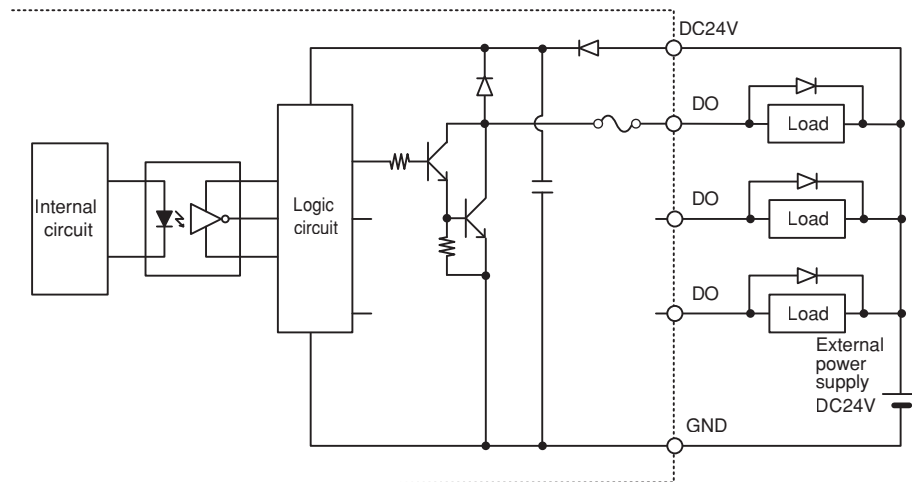 DC24V
DO
Load
Internal
circuit
Logic
circuit
DO
Load
DO
Load
External
power
supply
DC24V
GND